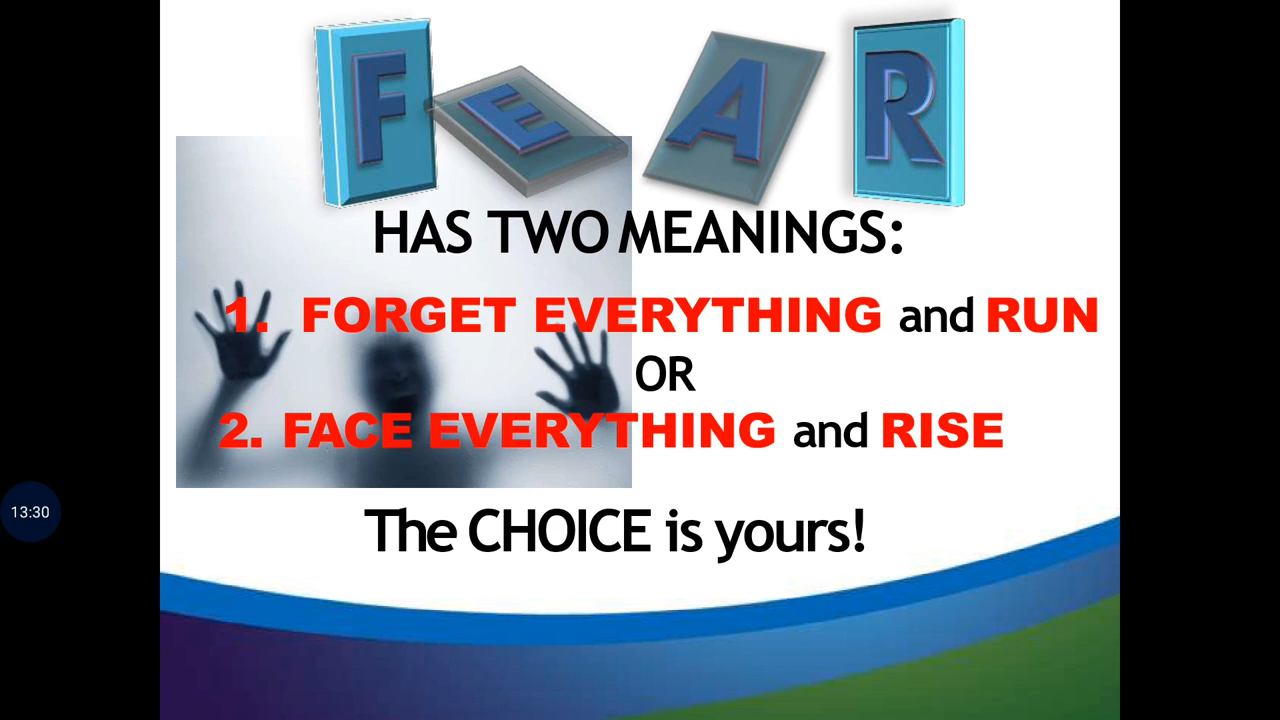 FEAR
HAS TWO MEANINGS:
1. FORGET EVERYTHING and RUN
OR
2. FACE EVERYTHING and RISE
13:30
The CHOICE is yours!